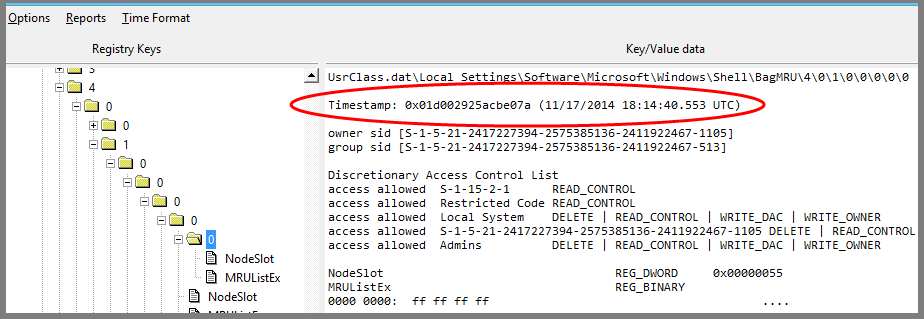 Options Reports Time Format
Registry Keys
Key/Value data
4
0
0
1
0
0
0
0
0
NodeSlot
MRUListEx
NodeSlot
UsrClass.dat\Local Settings\Software\Microsoft\Windows\Shell\BagMRU\4\0\1\0\0\0\0\0
Timestamp: 0x01d002925acbe07a (11/17/2014 18:14:40.553 UTC)
owner sid [S-1-5-21-2417227394-2575385136-2411922467-1105]
group sid [S-1-5-21-2417227394-2575385136-2411922467-513]
Discretionary Access Control List
access allowed S-1-15-2-1 READ_CONTROL
access allowed Restricted Code READ_CONTROL
access allowed Local System DELETE | READ_CONTROL | WRITE_DAC | WRITE_OWNER
access allowed S-1-5-21-2417227394-2575385136-2411922467-1105 DELETE | READ_CONTROL
access allowed Admins DELETE | READ_CONTROL | WRITE_DAC | WRITE_OWNER
NodeSlot REG_DWORD 0x00000055
MRUListEx REG_BINARY
0000 0000: ff ff ff ff ....